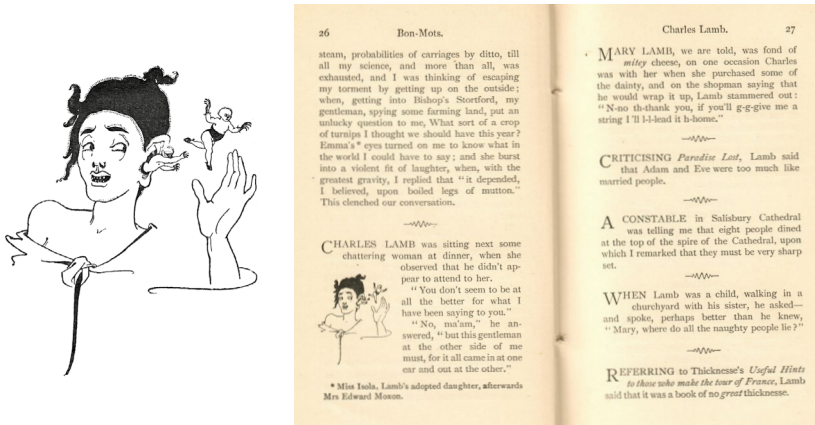 26
Bon-Mots.
steam, probabilities of carriages by ditto, till
all my science, and more than all, was
exhausted, and I was thinking of escaping
my torment by getting up on the outside;
when, getting into Bishop's Stortford, my
gentleman, spying some farming land, put an
unlucky question to me, What sort of a crop
of turnips I thought we should have this year?
Emma's* eyes turned on me to know what in
the world I could have to say; and she burst
into a violent fit of laughter, when, with the
greatest gravity, I replied that "it depended,
I believed, upon boiled legs of mutton."
This clenched our conversation.
CHARLES LAMB was sitting next some
chattering woman at dinner, when she
observed that he didn't ap-
pear to attend to her.
"You don't seem to be at
all the better for what I
have been saying to you."
"No, ma'am," he an-
swered, "but this gentleman
at the other side of me
must, for it all came in at one
ear and out at the other."
* Miss Isola, Lamb's adopted daughter, afterwards
Mrs Edward Moxon.
Charles Lamb.
27
MARY LAMB, we are told, was fond of
mitey cheese, on one occasion Charles
was with her when she purchased some of
the dainty, and on the shopman saying that
he would wrap it up, Lamb stammered out:
"N-no th-thank you, if you'll g-g-give me a
string I'll l-l-lead it h-home."
CRITICISING Paradise Lost, Lamb said
that Adam and Eve were too much like
married people.
A CONSTABLE in Salisbury Cathedral
was telling me that eight people dined
at the top of the spire of the Cathedral, upon
which I remarked that they must be very sharp
set.
WHEN Lamb was a child, walking in a
churchyard with his sister, he asked—
and spoke, perhaps better than he knew,
"Mary, where do all the naughty people lie?"
REFERRING to Thicknesse's Useful Hints
to those who make the tour of France, Lamb
said that it was a book of no great thicknesse.